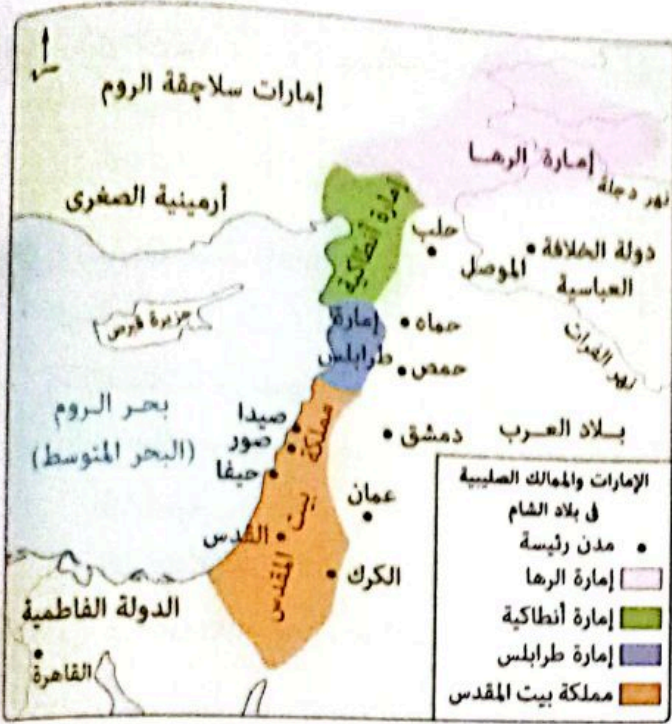 إمارات سلاجقة الروم
إمارة الرها
نهر دجلة
أرمينية الصغرى
إمارة أنطاكية
حلب
الموصل
دولة الخلافة
العباسية
جزيرة قبرص
إمارة
طرابلس
حماه
حمص
نهر الفرات
بحر الروم
(البحر المتوسط)
صيدا
صور
حيفا
دمشق
بلاد العرب
مملكة بيت المقدس
عمان
القدس
الكرك
الدولة الفاطمية
القاهرة
الإمارات والممالك الصليبية
في بلاد الشام
مدن رئيسة
إمارة الرها
إمارة أنطاكية
إمارة طرابلس
مملكة بيت المقدس